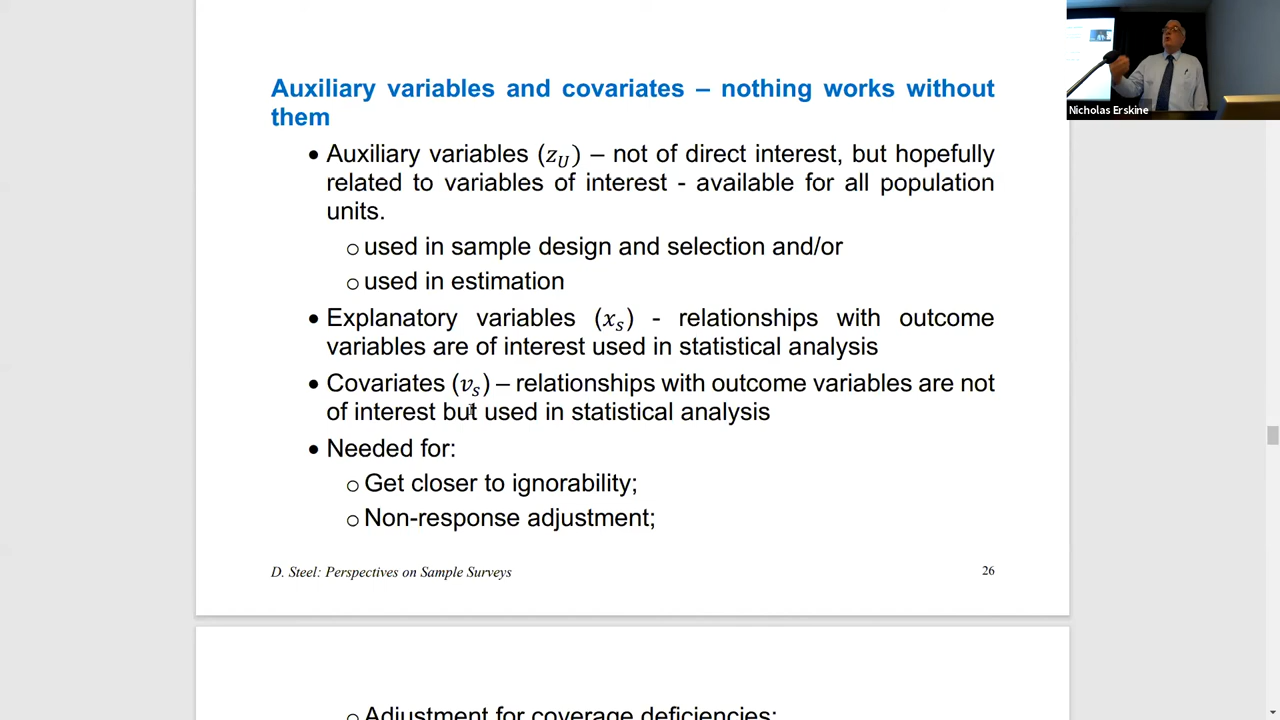 Auxiliary variables and covariates – nothing works without
them
• Auxiliary variables (z_U) – not of direct interest, but hopefully
related to variables of interest - available for all population
units.
o used in sample design and selection and/or
o used in estimation
• Explanatory variables (x_s) - relationships with outcome
variables are of interest used in statistical analysis
• Covariates (v_s) – relationships with outcome variables are not
of interest but used in statistical analysis
• Needed for:
o Get closer to ignorability;
o Non-response adjustment;
D. Steel: Perspectives on Sample Surveys
26
o Adjustment for coverage deficiencies;
Nicholas Erskine